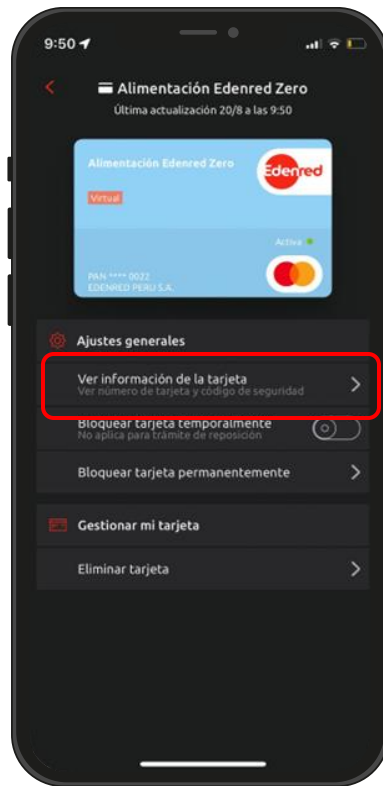 9:50
Alimentación Edenred Zero
Última actualización 20/8 a las 9:50
Alimentación Edenred Zero
Edenred
Virtual
Activa
PAN **** 0022
EDENRED PERU S.A.
Ajustes generales
Ver información de la tarjeta
Ver número de tarjeta y código de seguridad
Bloquear tarjeta temporalmente
No aplica para trámite de reposición
Bloquear tarjeta permanentemente
Gestionar mi tarjeta
Eliminar tarjeta